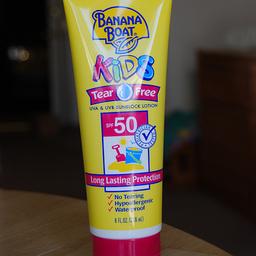 BANANA
BOAT
KiDS
Tear Free
UVA & UVB SUNBLOCK LOTION
SPF 50
Long Lasting Protection
✓ No Tearing
✓ Hypoallergenic
✓ Waterproof